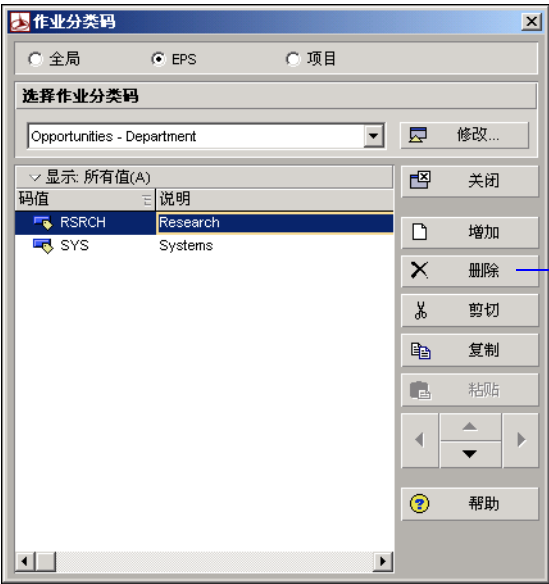 作业分类码
全局 EPS 项目
选择作业分类码
Opportunities - Department 修改...
显示: 所有值(A) 关闭
码值 说明
RSRCH Research
SYS Systems
增加
删除
剪切
复制
粘贴
帮助